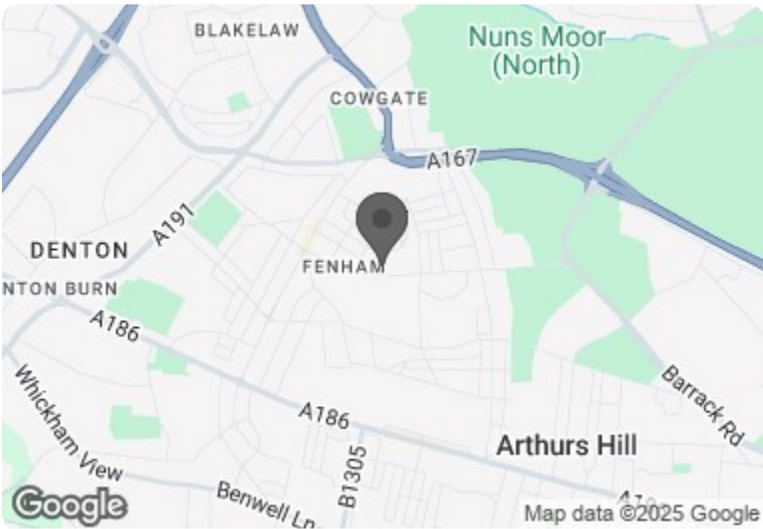 BLAKELAW
Nuns Moor
(North)
COWGATE
A167
A191
DENTON
FENHAM
NTON BURN
A186
Whickham View
A186
Barrack Rd
Arthurs Hill
B1305
Benwell Ln
Google
Map data ©2025 Google